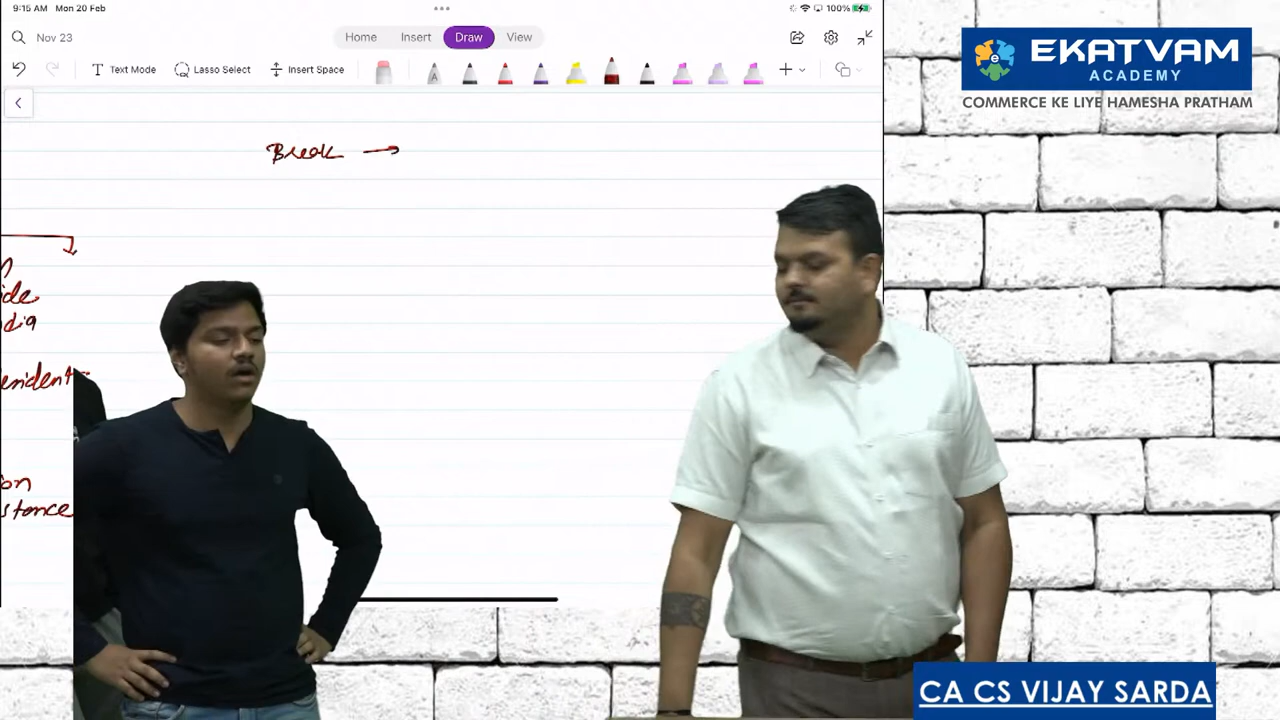 9:15 AM Mon 20 Feb
100%
Nov 23
Home
Insert
Draw
View
Text Mode
Lasso Select
Insert Space
Break →
EKATVAM
ACADEMY
COMMERCE KE LIYE HAMESHA PRATHAM
CA CS VIJAY SARDA